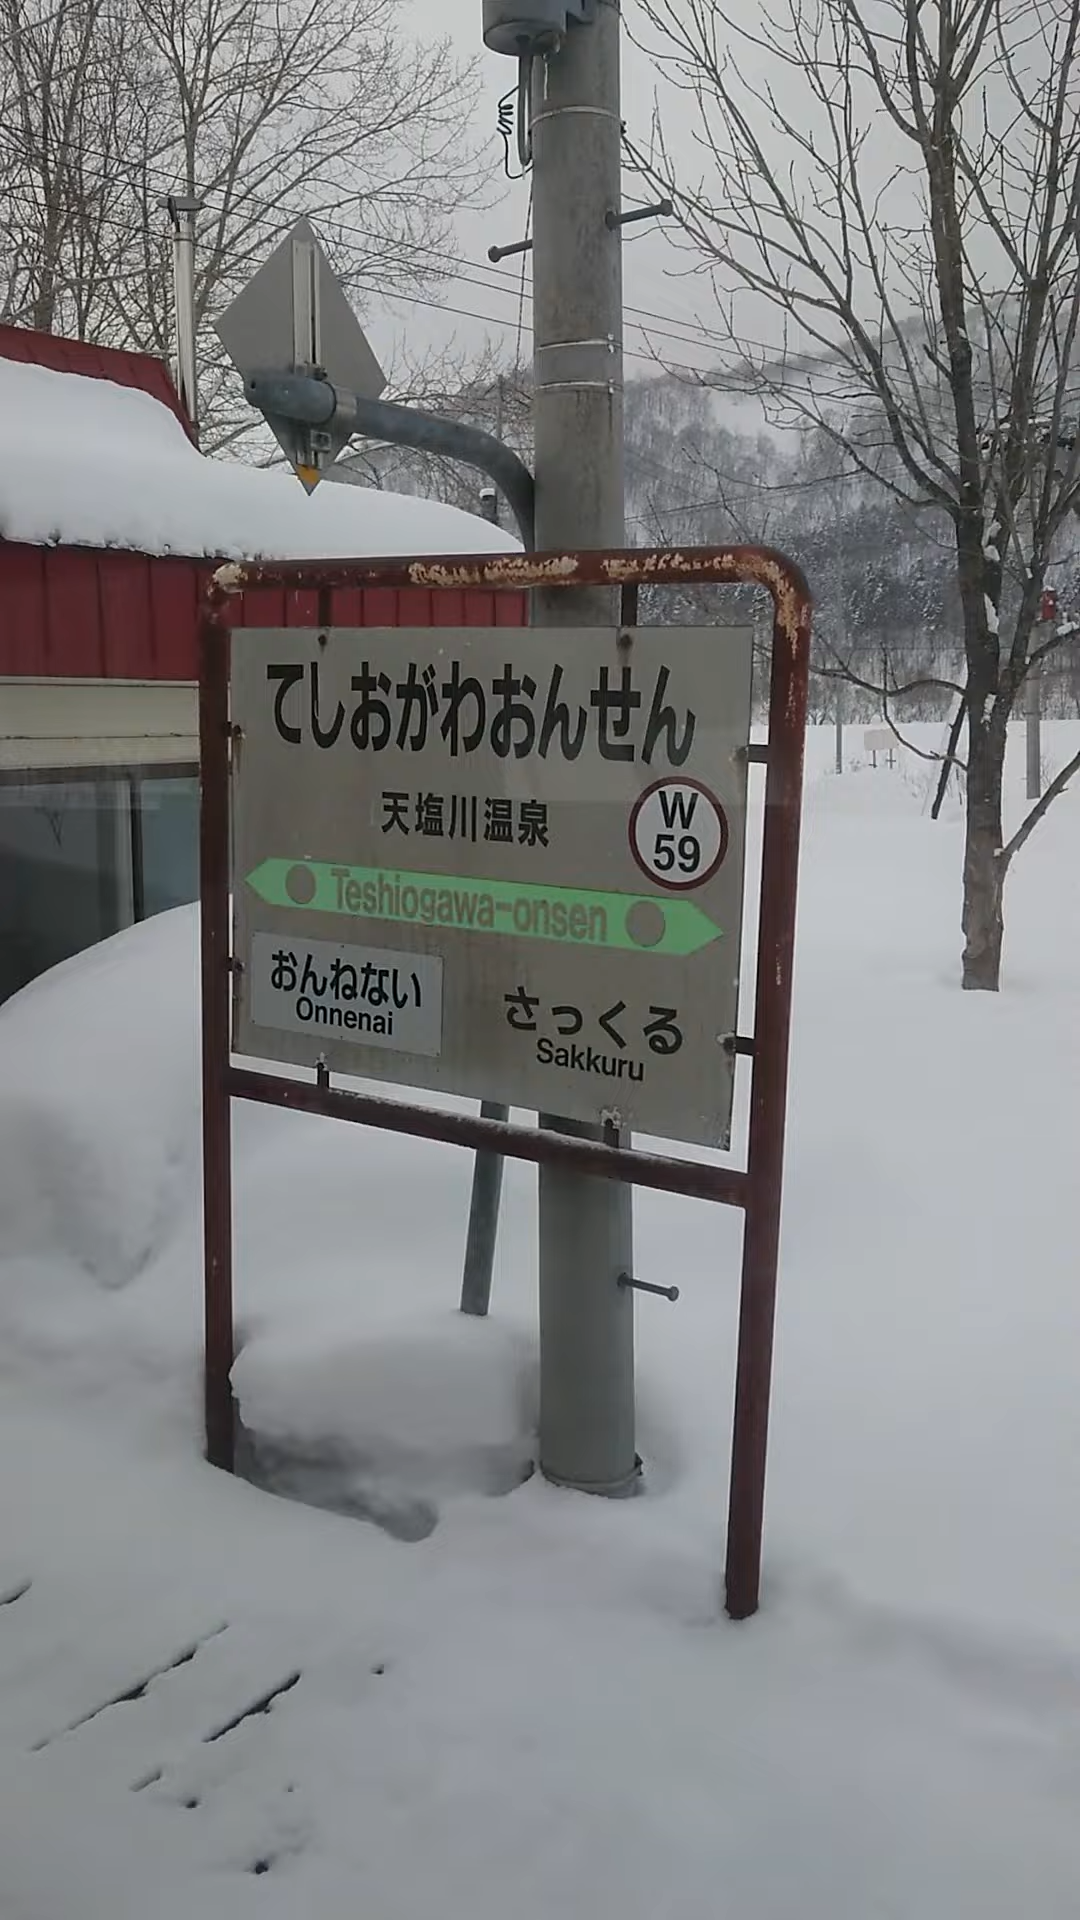 てしおがわおんせん
天塩川温泉
W
59
Teshiogawa-onsen
おんねない
Onnenai
さっくる
Sakkuru